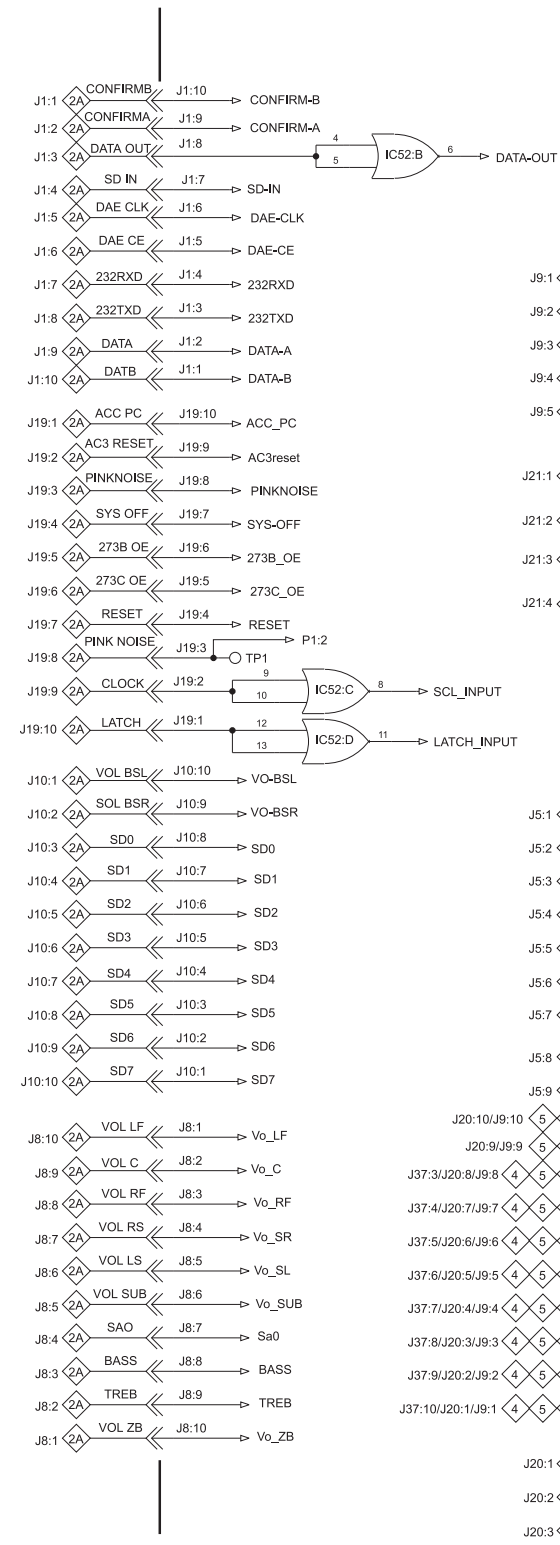 J1:1 2A CONFIRMB J1:10 CONFIRM-B
J1:2 2A CONFIRMA J1:9 CONFIRM-A
J1:3 2A DATA OUT J1:8 4 5 IC52:B 6 DATA-OUT
J1:4 2A SD IN J1:7 SD-IN
J1:5 2A DAE CLK J1:6 DAE-CLK
J1:6 2A DAE CE J1:5 DAE-CE
J1:7 2A 232RXD J1:4 232RXD
J9:1
J1:8 2A 232TXD J1:3 232TXD
J9:2
J1:9 2A DATA J1:2 DATA-A
J9:3
J1:10 2A DATB J1:1 DATA-B
J9:4
J9:5
J19:1 2A ACC PC J19:10 ACC_PC
J19:2 2A AC3 RESET J19:9 AC3reset
J21:1
J19:3 2A PINKNOISE J19:8 PINKNOISE
J19:4 2A SYS OFF J19:7 SYS-OFF
J21:2
J19:5 2A 273B OE J19:6 273B_OE
J21:3
J19:6 2A 273C OE J19:5 273C_OE
J21:4
J19:7 2A RESET J19:4 RESET
P1:2
J19:8 2A PINK NOISE J19:3 TP1
J19:9 2A CLOCK J19:2 9 10 IC52:C 8 SCL_INPUT
J19:10 2A LATCH J19:1 12 13 IC52:D 11 LATCH_INPUT
J10:1 2A VOL BSL J10:10 VO-BSL
J10:2 2A SOL BSR J10:9 VO-BSR
J5:1
J10:3 2A SD0 J10:8 SD0
J5:2
J10:4 2A SD1 J10:7 SD1
J5:3
J10:5 2A SD2 J10:6 SD2
J5:4
J10:6 2A SD3 J10:5 SD3
J5:5
J10:7 2A SD4 J10:4 SD4
J5:6
J10:8 2A SD5 J10:3 SD5
J5:7
J10:9 2A SD6 J10:2 SD6
J5:8
J10:10 2A SD7 J10:1 SD7
J5:9
J20:10/J9:10 5
J8:10 2A VOL LF J8:1 Vo_LF
J20:9/J9:9 5
J8:9 2A VOL C J8:2 Vo_C
J37:3/J20:8/J9:8 4 5
J8:8 2A VOL RF J8:3 Vo_RF
J37:4/J20:7/J9:7 4 5
J8:7 2A VOL RS J8:4 Vo_SR
J37:5/J20:6/J9:6 4 5
J8:6 2A VOL LS J8:5 Vo_SL
J37:6/J20:5/J9:5 4 5
J8:5 2A VOL SUB J8:6 Vo_SUB
J37:7/J20:4/J9:4 4 5
J8:4 2A SAO J8:7 Sa0
J37:8/J20:3/J9:3 4 5
J8:3 2A BASS J8:8 BASS
J37:9/J20:2/J9:2 4 5
J8:2 2A TREB J8:9 TREB
J37:10/J20:1/J9:1 4 5
J8:1 2A VOL ZB J8:10 Vo_ZB
J20:1
J20:2
J20:3